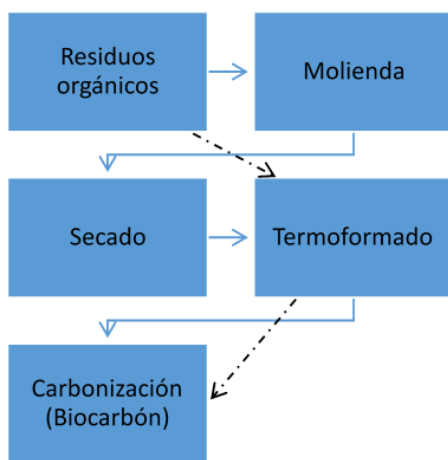 Residuos
orgánicos
Molienda
Secado
Termoformado
Carbonización
(Biocarbón)